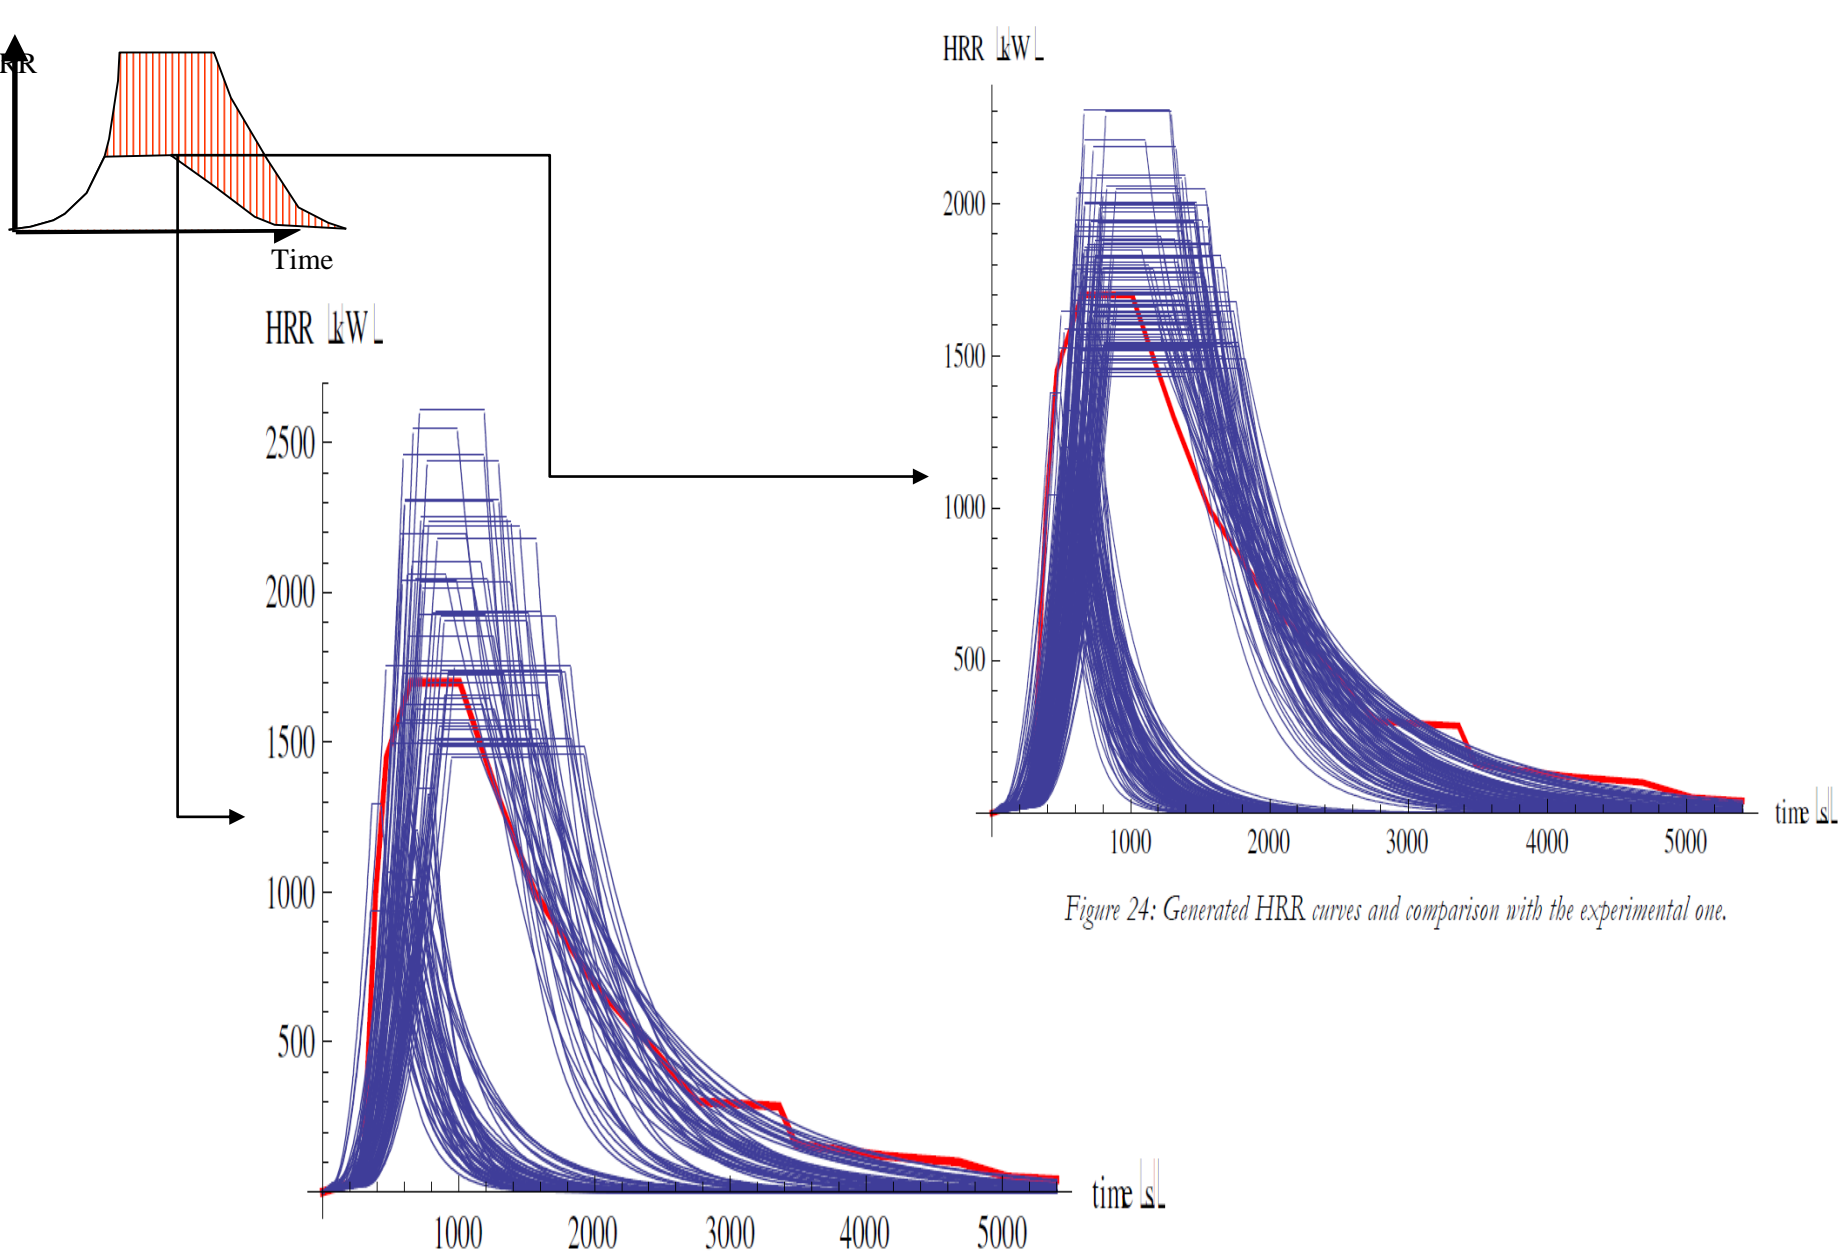 RR
Time
HRR [kW]
2500
2000
1500
1000
500
1000 2000 3000 4000 5000
time [s]
HRR [kW]
2000
1500
1000
500
1000 2000 3000 4000 5000
time [s]
Figure 24: Generated HRR curves and comparison with the experimental one.